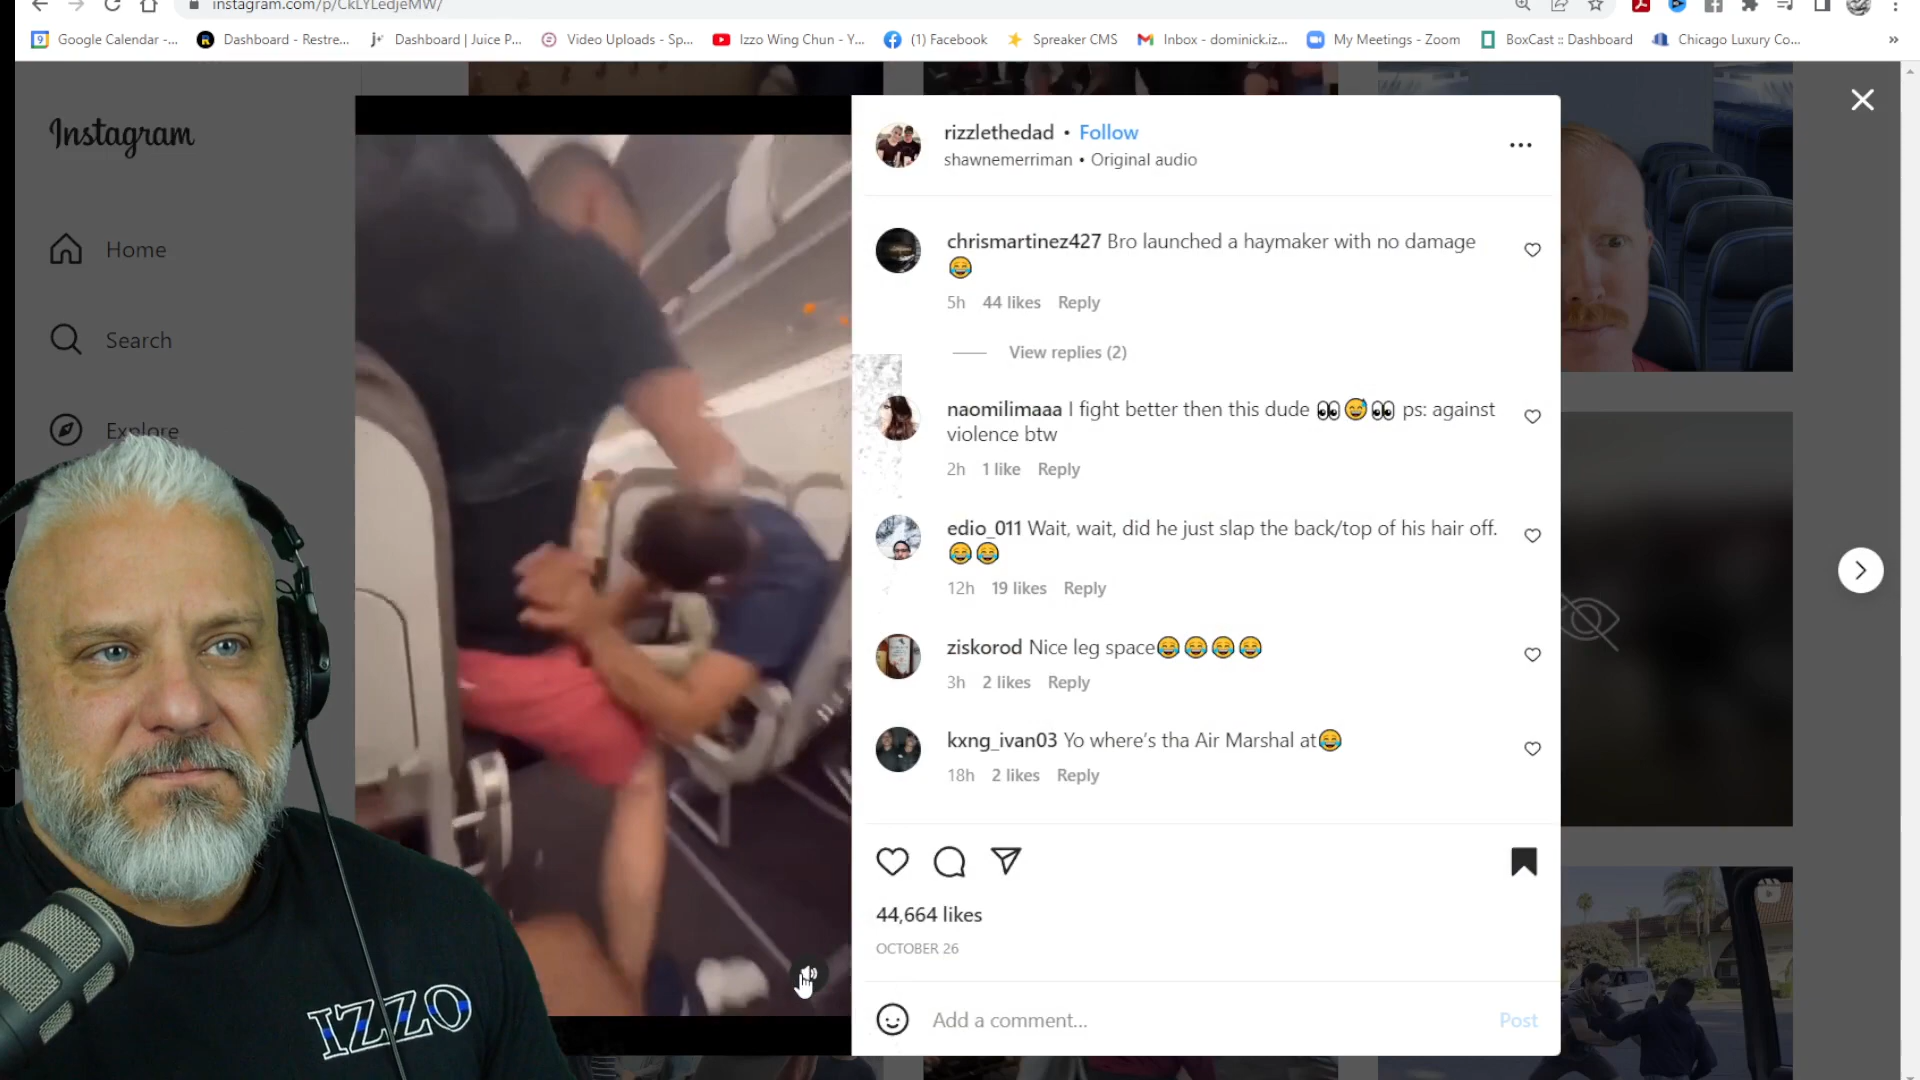 instagram.com/p/CkLYLedjeMW/
Google Calendar -... Dashboard - Restre... Dashboard | Juice P... Video Uploads - Sp... Izzo Wing Chun - Y... (1) Facebook Spreaker CMS Inbox - dominick.iz... My Meetings - Zoom BoxCast :: Dashboard Chicago Luxury Co... »
Instagram
Home
Search
Explore
rizzlethedad • Follow
shawnemerriman • Original audio
chrismartinez427 Bro launched a haymaker with no damage
😂
5h 44 likes Reply
View replies (2)
naomilimaaa I fight better then this dude 👀😅👀 ps: against
violence btw
2h 1 like Reply
edio_011 Wait, wait, did he just slap the back/top of his hair off.
😂😂
12h 19 likes Reply
ziskorod Nice leg space😂😂😂😂
3h 2 likes Reply
kxng_ivan03 Yo where's tha Air Marshal at😂
18h 2 likes Reply
44,664 likes
OCTOBER 26
Add a comment... Post
IZZO